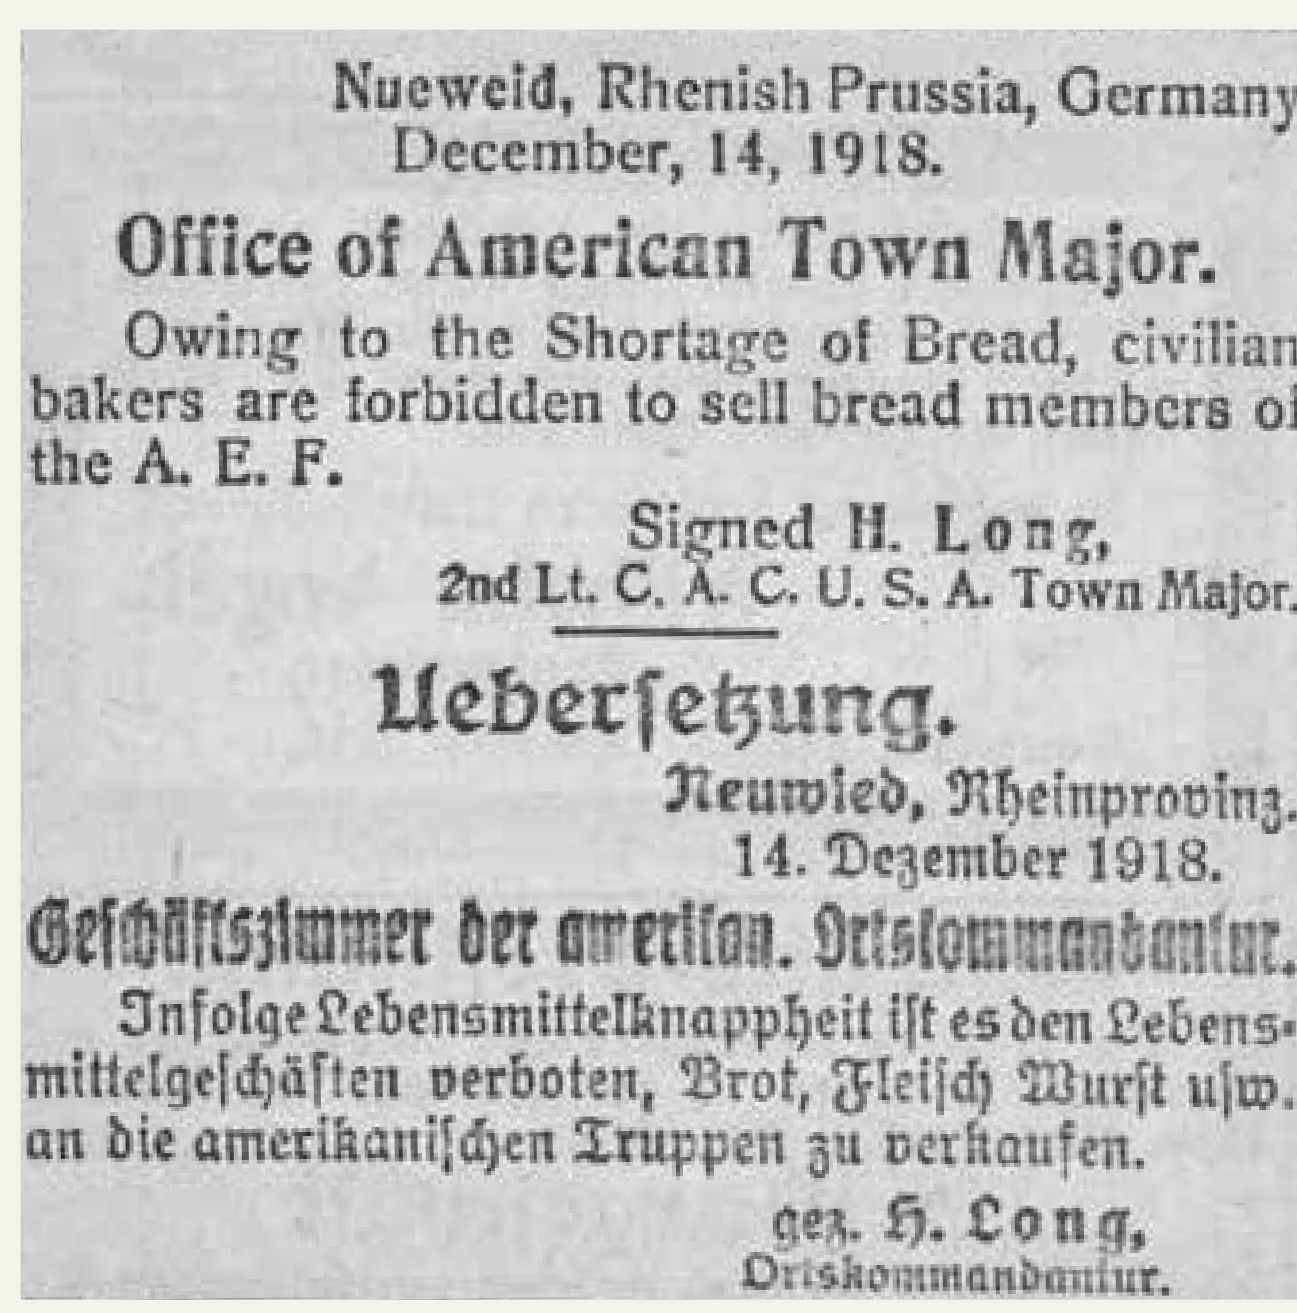 Nueweid, Rhenish Prussia, Germany
December, 14, 1918.
Office of American Town Major.
Owing to the Shortage of Bread, civilian
bakers are forbidden to sell bread members of
the A. E. F.
Signed H. Long,
2nd Lt. C. A. C. U. S. A. Town Major.
Uebersetzung.
Neuwied, Rheinprovinz.
14. Dezember 1918.
Geschäftszimmer der amerikan. Ortskommandantur.
Infolge Lebensmittelknappheit ist es den Lebens-
mittelgeschäften verboten, Brot, Fleisch Wurst usw.
an die amerikanischen Truppen zu verkaufen.
gez. H. Long,
Ortskommandantur.